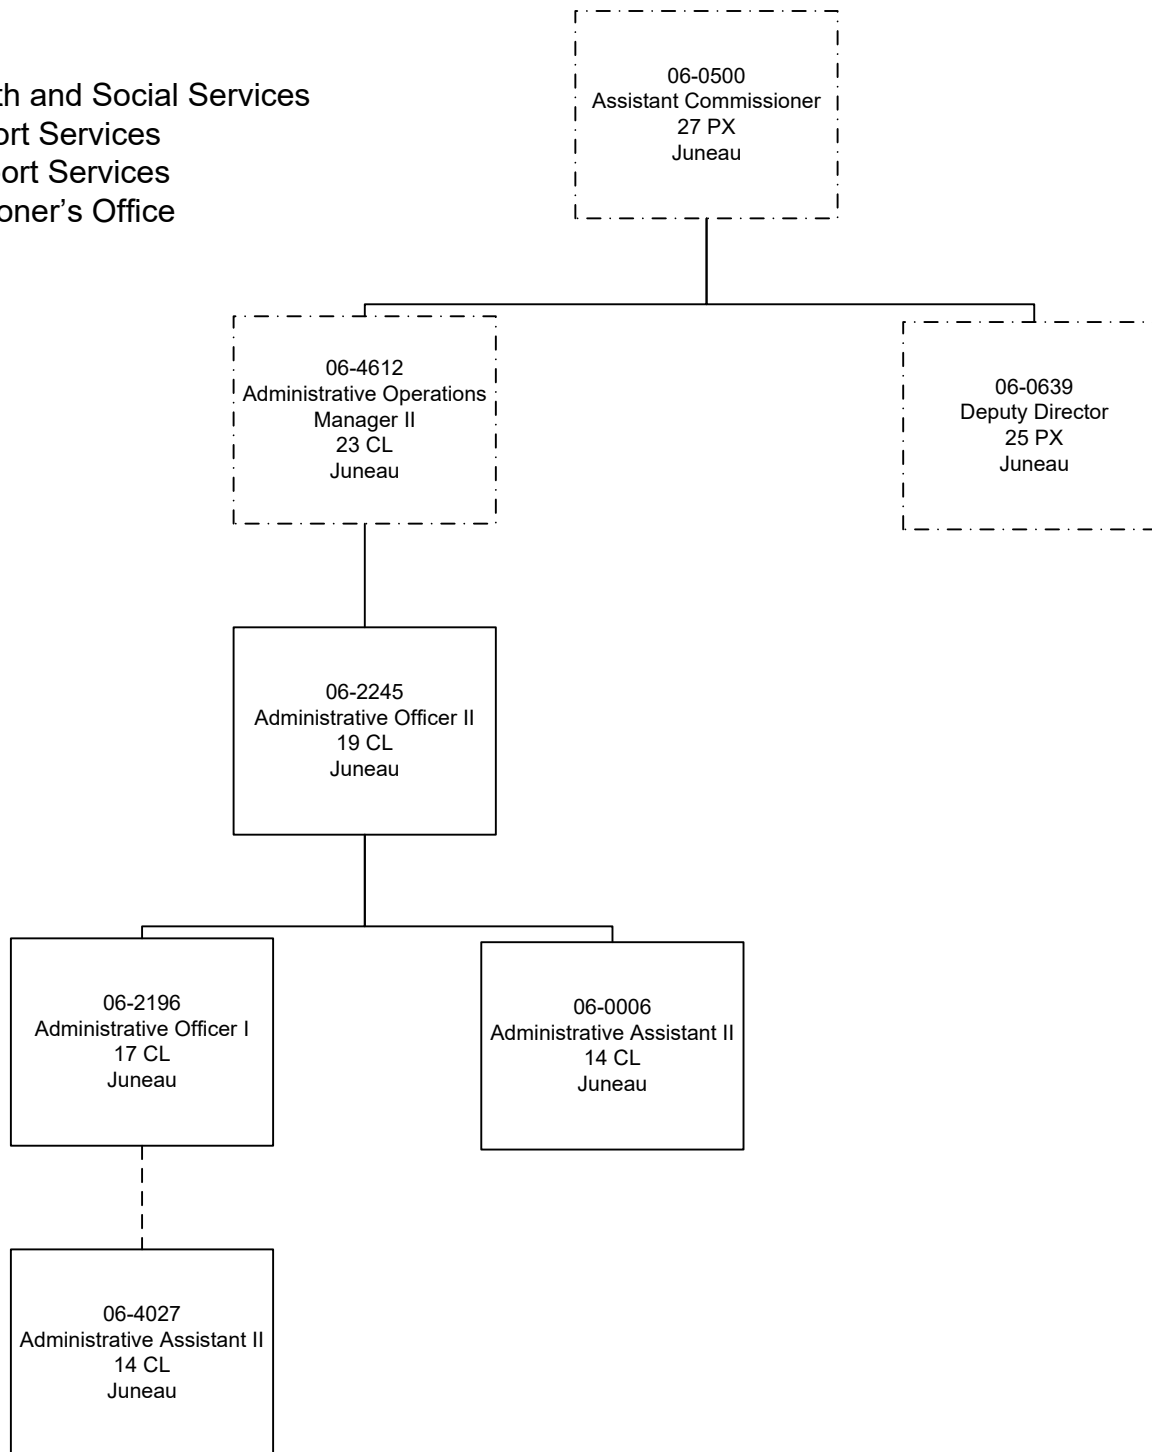 th and Social Services
ort Services
ort Services
oner’s Office
06-0500
Assistant Commissioner
27 PX
Juneau
06-4612
Administrative Operations
Manager II
23 CL
Juneau
06-0639
Deputy Director
25 PX
Juneau
06-2245
Administrative Officer II
19 CL
Juneau
06-2196
Administrative Officer I
17 CL
Juneau
06-0006
Administrative Assistant II
14 CL
Juneau
06-4027
Administrative Assistant II
14 CL
Juneau